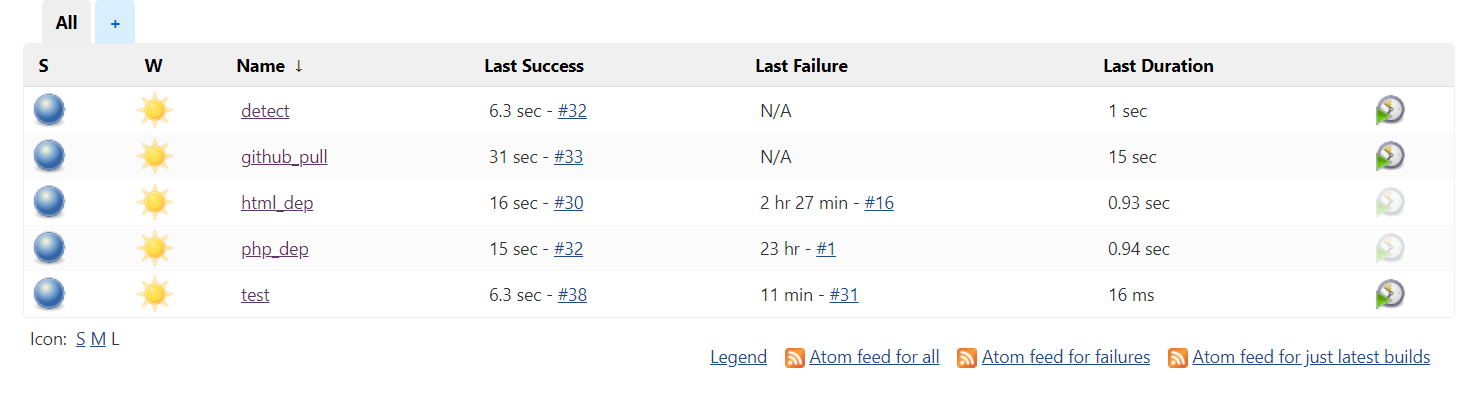 All +
S W Name ↓ Last Success Last Failure Last Duration
detect 6.3 sec - #32 N/A 1 sec
github_pull 31 sec - #33 N/A 15 sec
html_dep 16 sec - #30 2 hr 27 min - #16 0.93 sec
php_dep 15 sec - #32 23 hr - #1 0.94 sec
test 6.3 sec - #38 11 min - #31 16 ms
Icon: S M L
Legend Atom feed for all Atom feed for failures Atom feed for just latest builds